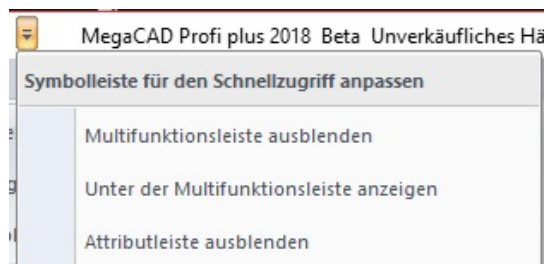 MegaCAD Profi plus 2018 Beta Unverkäufliches
Symbolleiste für den Schnellzugriff anpassen
Multifunktionsleiste ausblenden
Unter der Multifunktionsleiste anzeigen
Attributleiste ausblenden